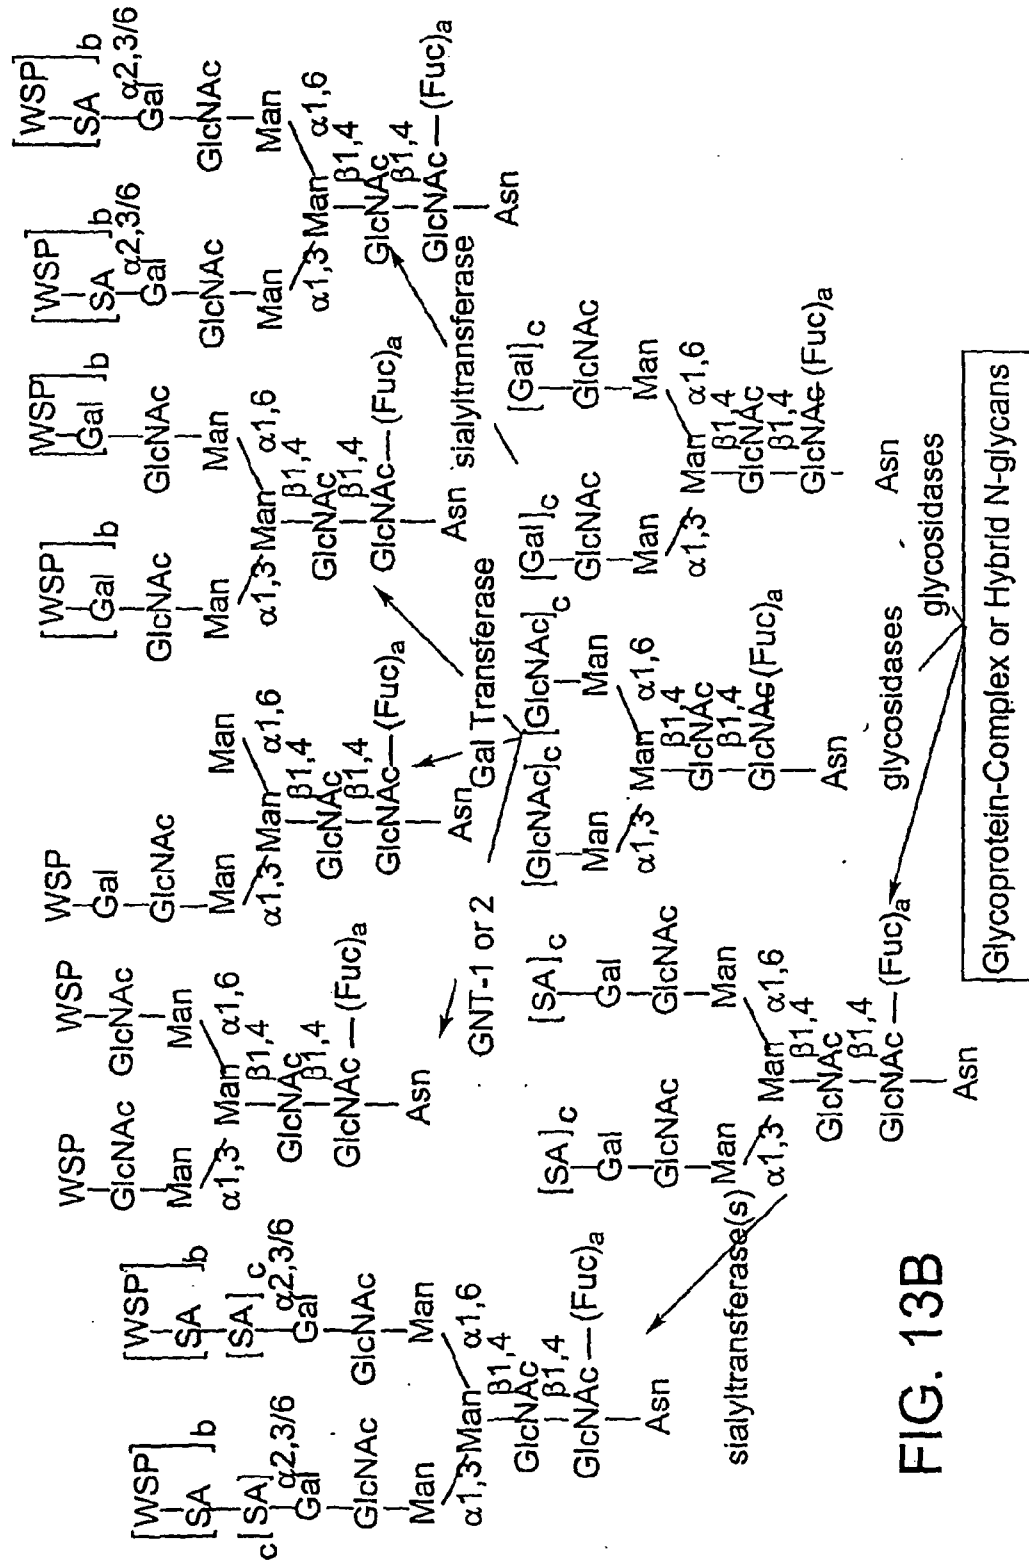 [WSP]b [WSP]b
[SA [SA
c[SA] [SA]c
α2,3/6 α2,3/6
Gal Gal
GlcNAc GlcNAc
Man Man
α1,3 Man α1,6
β1,4
GlcNAc
β1,4
GlcNAc—(Fuc)a
Asn
WSP WSP
GlcNAc GlcNAc
Man Man
α1,3 Man α1,6
β1,4
GlcNAc
β1,4
GlcNAc—(Fuc)a
Asn
WSP
Gal
GlcNAc
Man Man
α1,3 Man α1,6
β1,4
GlcNAc
β1,4
GlcNAc—(Fuc)a
Asn
[WSP] [WSP]
[Gal]b [Gal]b
GlcNAc GlcNAc
Man Man
α1,3 Man α1,6
β1,4
GlcNAc
β1,4
GlcNAc—(Fuc)a
Asn
[WSP] [WSP]
[SA]b [SA]b
α2,3/6 α2,3/6
Gal Gal
GlcNAc GlcNAc
Man Man
α1,3 Man α1,6
β1,4
GlcNAc
β1,4
GlcNAc—(Fuc)a
Asn
GNT-1 or 2
Gal Transferase
sialyltransferase
sialyltransferase(s)
[SA]c [SA]c
Gal Gal
GlcNAc GlcNAc
Man Man
α1,3 Man α1,6
β1,4
GlcNAc
β1,4
GlcNAc—(Fuc)a
Asn
[GlcNAc]c [GlcNAc]c
Man Man
α1,3 Man α1,6
β1,4
GlcNAc
β1,4
GlcNAc(Fuc)a
Asn
[Gal]c [Gal]c
GlcNAc GlcNAc
Man Man
α1,3 Man α1,6
β1,4
GlcNAc
β1,4
GlcNAc(Fuc)a
Asn
glycosidases
glycosidases
Glycoprotein-Complex or Hybrid N-glycans
FIG. 13B